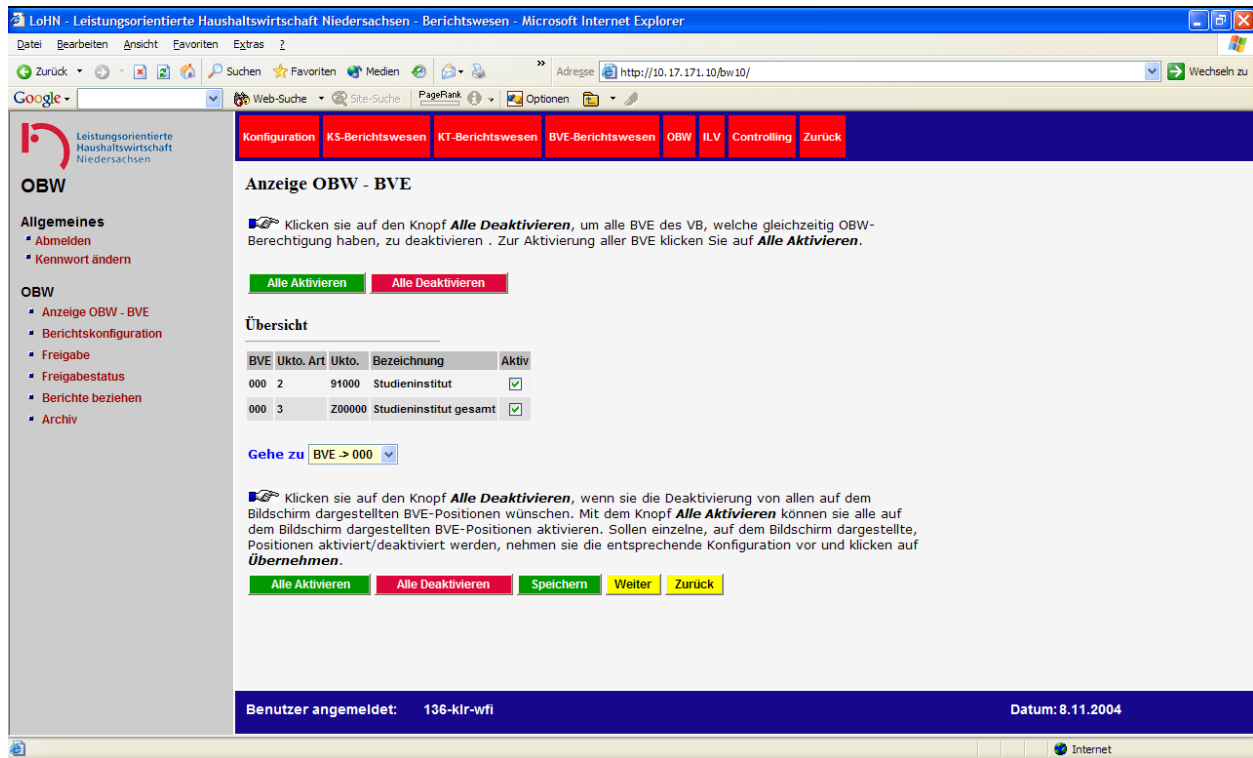 LoHN - Leistungsorientierte Haushaltswirtschaft Niedersachsen - Berichtswesen - Microsoft Internet Explorer
Datei Bearbeiten Ansicht Favoriten Extras ?
Zurück Suchen Favoriten Medien » Adresse http://10.17.171.10/bw10/ Wechseln zu
Google Web-Suche Site-Suche PageRank Optionen
Leistungsorientierte
Haushaltswirtschaft
Niedersachsen
Konfiguration KS-Berichtswesen KT-Berichtswesen BVE-Berichtswesen OBW ILV Controlling Zurück
OBW
Allgemeines
Abmelden
Kennwort ändern
OBW
Anzeige OBW - BVE
Berichtskonfiguration
Freigabe
Freigabestatus
Berichte beziehen
Archiv
Anzeige OBW - BVE
Klicken sie auf den Knopf Alle Deaktivieren, um alle BVE des VB, welche gleichzeitig OBW-
Berechtigung haben, zu deaktivieren . Zur Aktivierung aller BVE klicken Sie auf Alle Aktivieren.
Alle Aktivieren Alle Deaktivieren
Übersicht
BVE Ukto. Art Ukto. Bezeichnung Aktiv
000 2 91000 Studieninstitut
000 3 Z00000 Studieninstitut gesamt
Gehe zu BVE -> 000
Klicken sie auf den Knopf Alle Deaktivieren, wenn sie die Deaktivierung von allen auf dem
Bildschirm dargestellten BVE-Positionen wünschen. Mit dem Knopf Alle Aktivieren können sie alle auf
dem Bildschirm dargestellten BVE-Positionen aktivieren. Sollen einzelne, auf dem Bildschirm dargestellte,
Positionen aktiviert/deaktiviert werden, nehmen sie die entsprechende Konfiguration vor und klicken auf
Übernehmen.
Alle Aktivieren Alle Deaktivieren Speichern Weiter Zurück
Benutzer angemeldet: 136-klr-wfi Datum: 8.11.2004
Internet